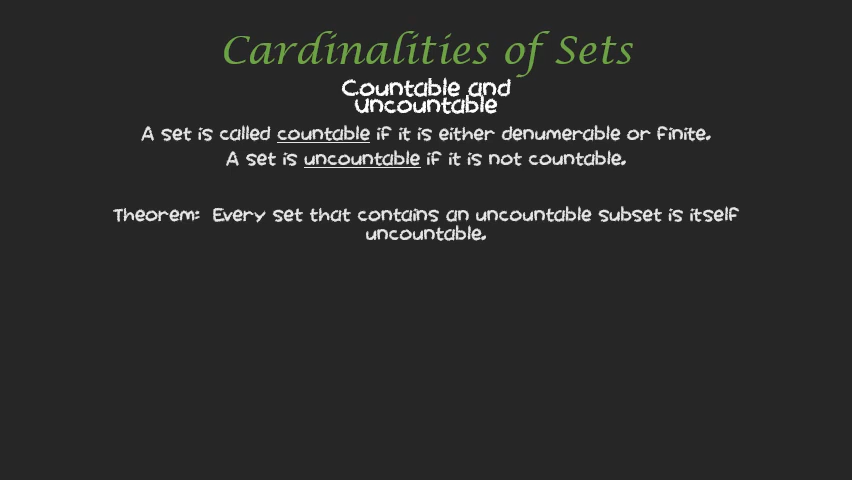 Cardinalities of Sets
Countable and
Uncountable
A set is called countable if it is either denumerable or finite.
A set is uncountable if it is not countable.
Theorem: Every set that contains an uncountable subset is itself
uncountable.